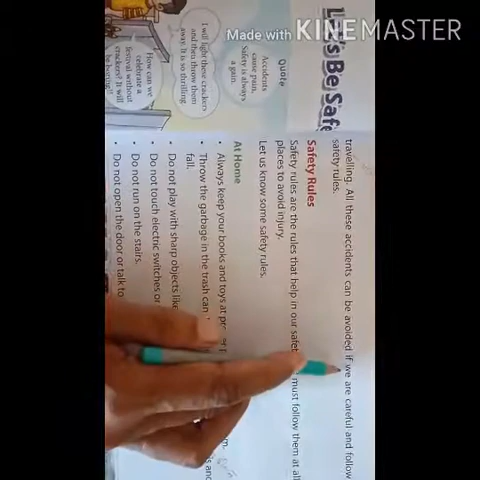 Made with KINEMASTER
Let's Be Safe
Quote
Accidents
cause pain,
Safety is always
a gain.
I will light these crackers
and then throw them
away. It is so thrilling
How can we
celebrate a
festival without
crackers? It will
be boring!!
travelling. All these accidents can be avoided if we are careful and follow
safety rules.
Safety Rules
Safety rules are the rules that help in our safety must follow them at all
places to avoid injury.
Let us know some safety rules.
At Home
• Always keep your books and toys at
• Throw the garbage in the trash can
fall.
• Do not play with sharp objects like
• Do not touch electric switches or
• Do not run on the stairs.
• Do not open the door or talk to